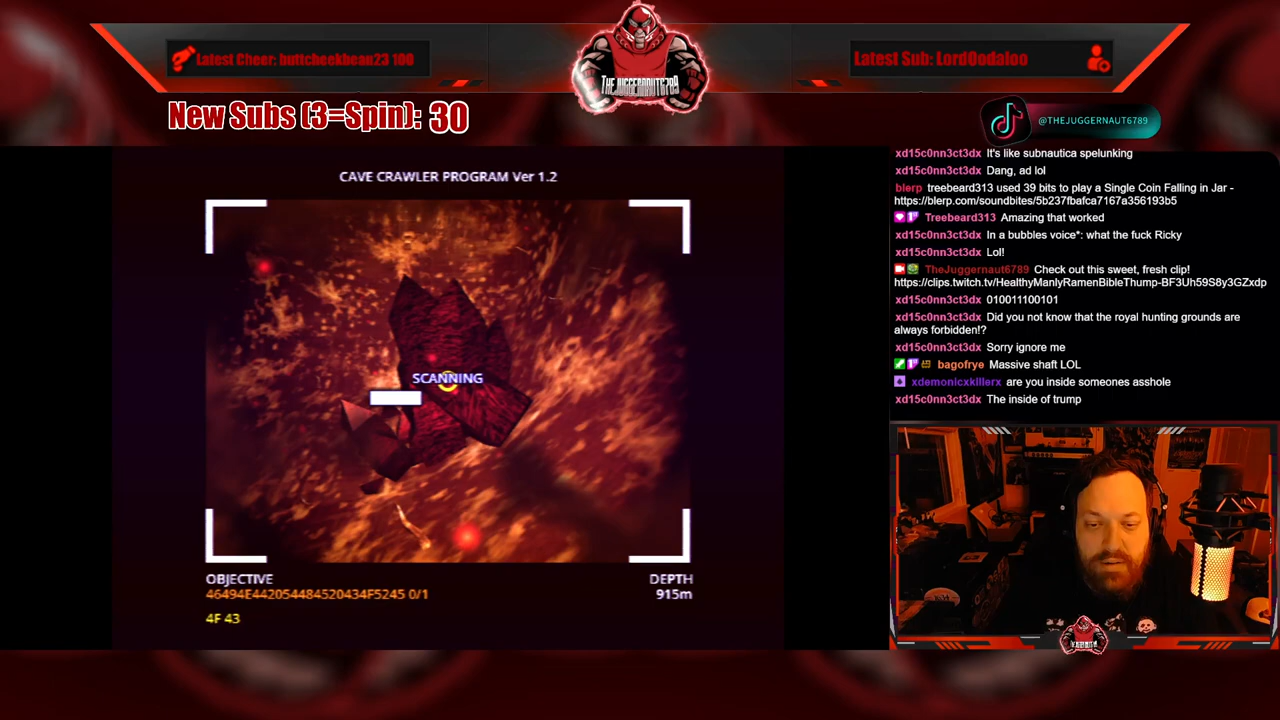 Latest Cheer: buttcheekbeau23 100
THEJUGGERNAUT6789
Latest Sub: LordOodaloo
New Subs (3=Spin): 30
@THEJUGGERNAUT6789
CAVE CRAWLER PROGRAM Ver 1.2
SCANNING
OBJECTIVE
46494E442054484520434F5245 0/1
4F 43
DEPTH
915m
xd15c0nn3ct3dx It's like subnautica spelunking
xd15c0nn3ct3dx Dang, ad lol
blerp treebeard313 used 39 bits to play a Single Coin Falling in Jar -
https://blerp.com/soundbites/5b237fbafca7167a356193b5
Treebeard313 Amazing that worked
xd15c0nn3ct3dx In a bubbles voice*: what the fuck Ricky
xd15c0nn3ct3dx Lol!
TheJuggernaut6789 Check out this sweet, fresh clip!
https://clips.twitch.tv/HealthyManlyRamenBibleThump-BF3Uh59S8y3GZxdp
xd15c0nn3ct3dx 010011100101
xd15c0nn3ct3dx Did you not know that the royal hunting grounds are
always forbidden!?
xd15c0nn3ct3dx Sorry ignore me
bagofrye Massive shaft LOL
xdemonicxklllerx are you inside someones asshole
xd15c0nn3ct3dx The inside of trump